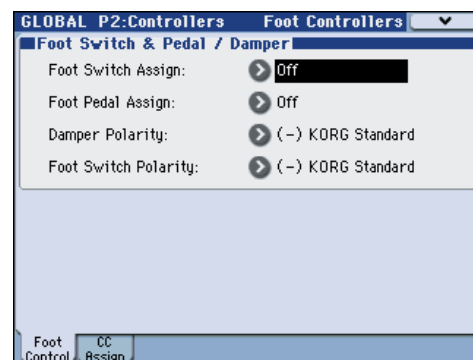 GLOBAL P2:Controllers Foot Controllers
Foot Switch & Pedal / Damper
Foot Switch Assign: Off
Foot Pedal Assign: Off
Damper Polarity: (-) KORG Standard
Foot Switch Polarity: (-) KORG Standard
Foot Control CC Assign